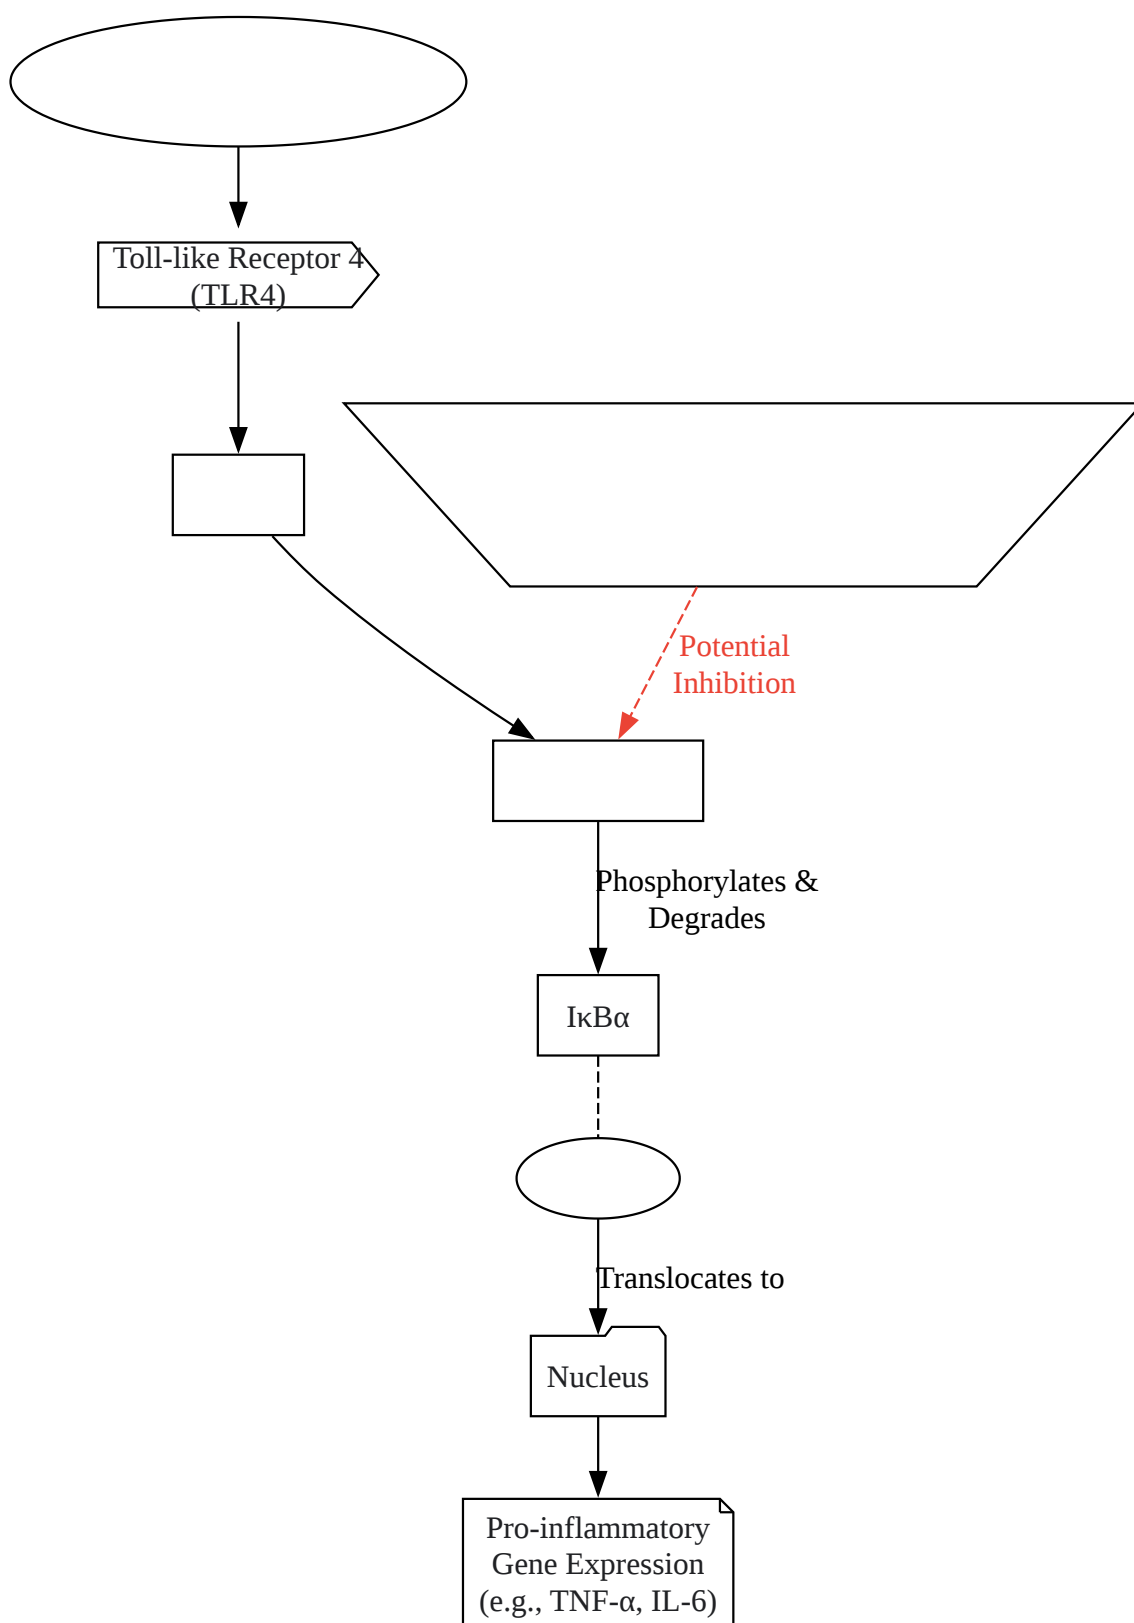 Toll-like Receptor 4
(TLR4)
Potential
Inhibition
Phosphorylates &
Degrades
IκBα
Translocates to
Nucleus
Pro-inflammatory
Gene Expression
(e.g., TNF-α, IL-6)